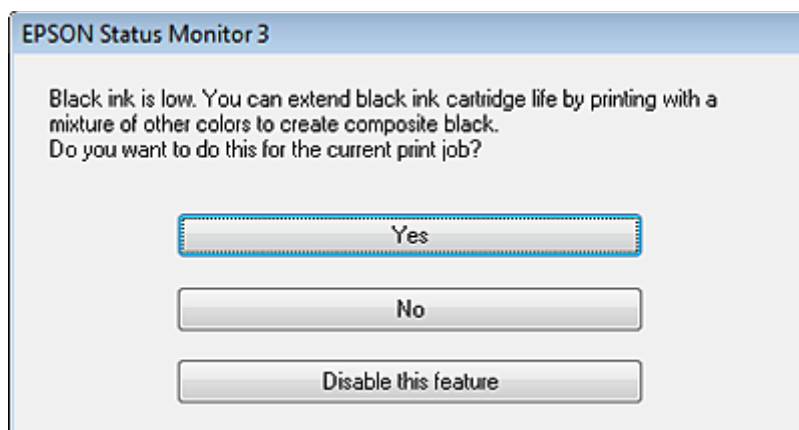 EPSON Status Monitor 3
Black ink is low. You can extend black ink cartridge life by printing with a
mixture of other colors to create composite black.
Do you want to do this for the current print job?
Yes
No
Disable this feature